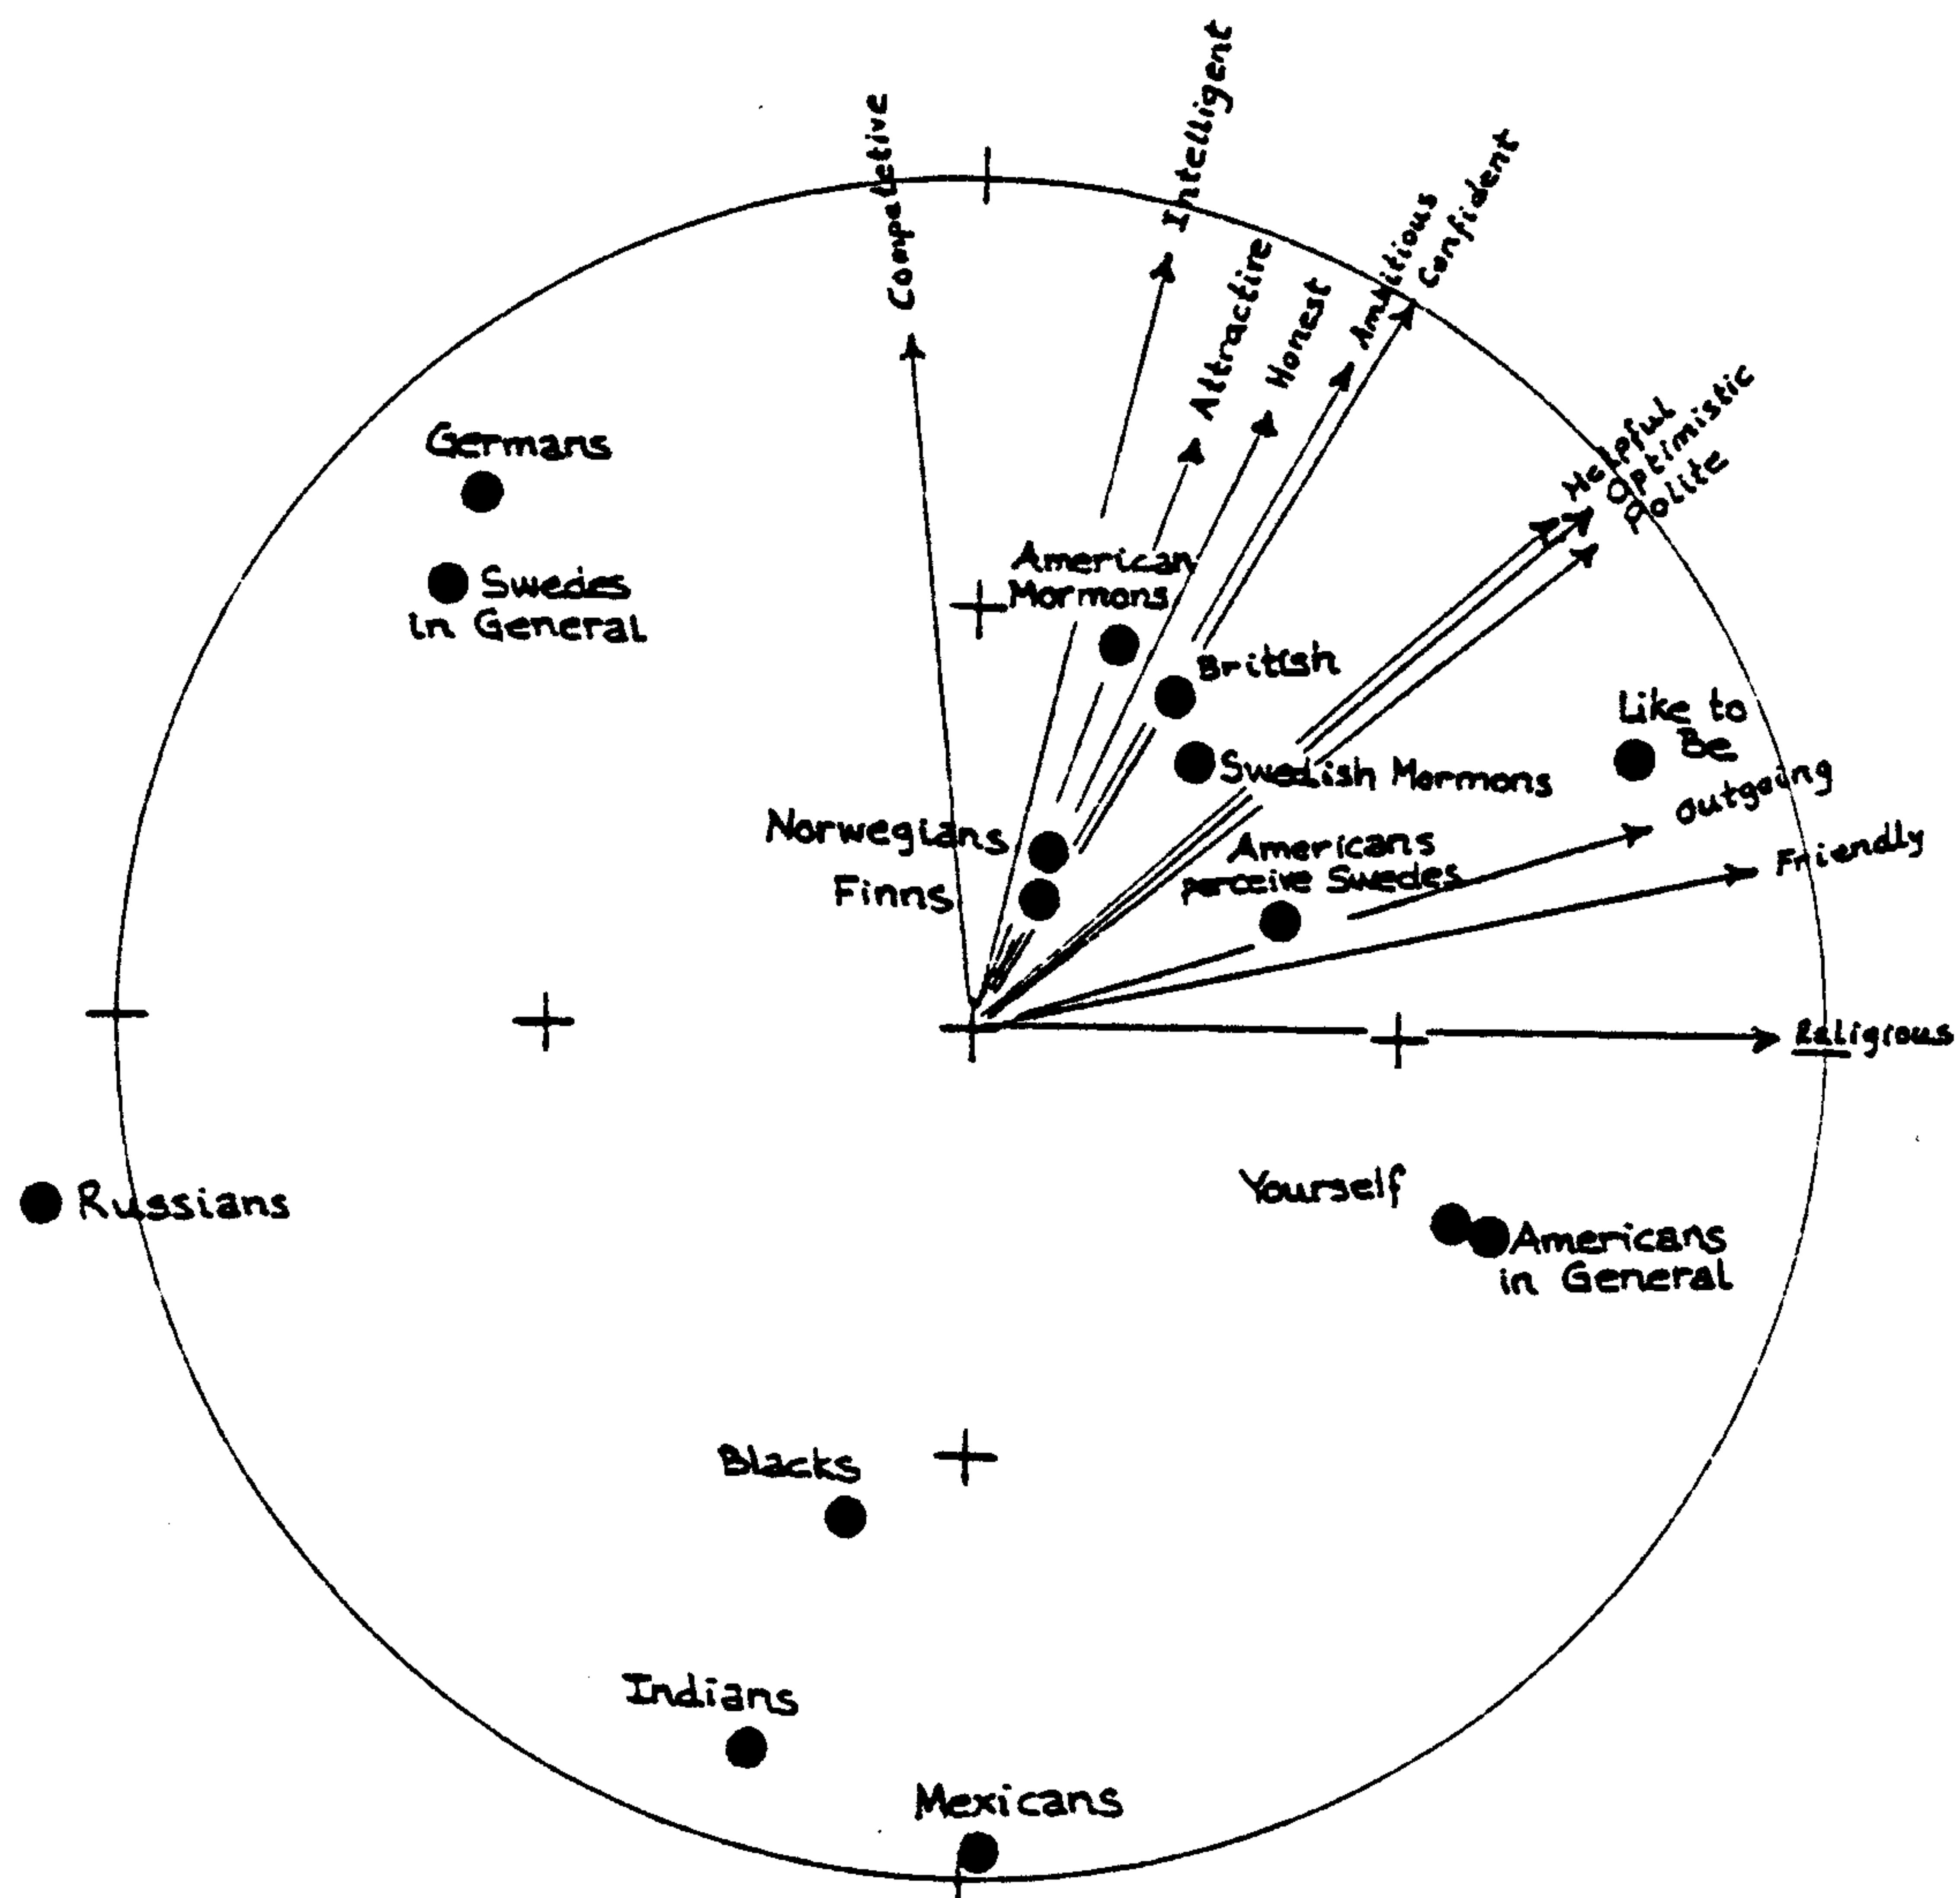 Competetive
Intelligent
Attractive
Honest
Ambitious
Confident
Helpful
Optimistic
Polite
Germans
Swedes
in General
American
Mormons
British
Like to
Be
Swedish Mormons
outgoing
Norwegians
Americans
perceive Swedes
Friendly
Finns
Religious
Yourself
Russians
Americans
in General
Blacks
Indians
Mexicans